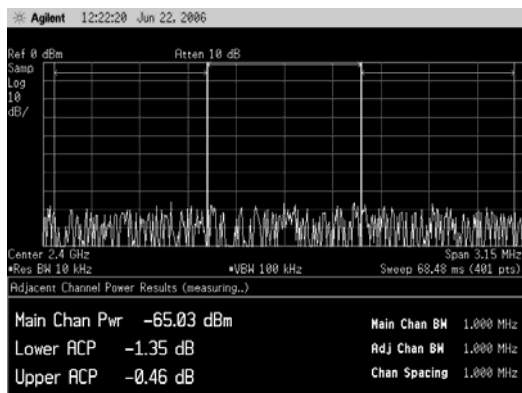 Agilent 12:22:20 Jun 22, 2006
Ref 0 dBm Atten 10 dB
Samp
Log
10
dB/
Center 2.4 GHz Span 3.15 MHz
*Res BW 10 kHz *VBW 100 kHz Sweep 68.48 ms (401 pts)
Adjacent Channel Power Results (measuring..)
Main Chan Pwr -65.03 dBm Main Chan BW 1.000 MHz
Lower ACP -1.35 dB Adj Chan BW 1.000 MHz
Upper ACP -0.46 dB Chan Spacing 1.000 MHz